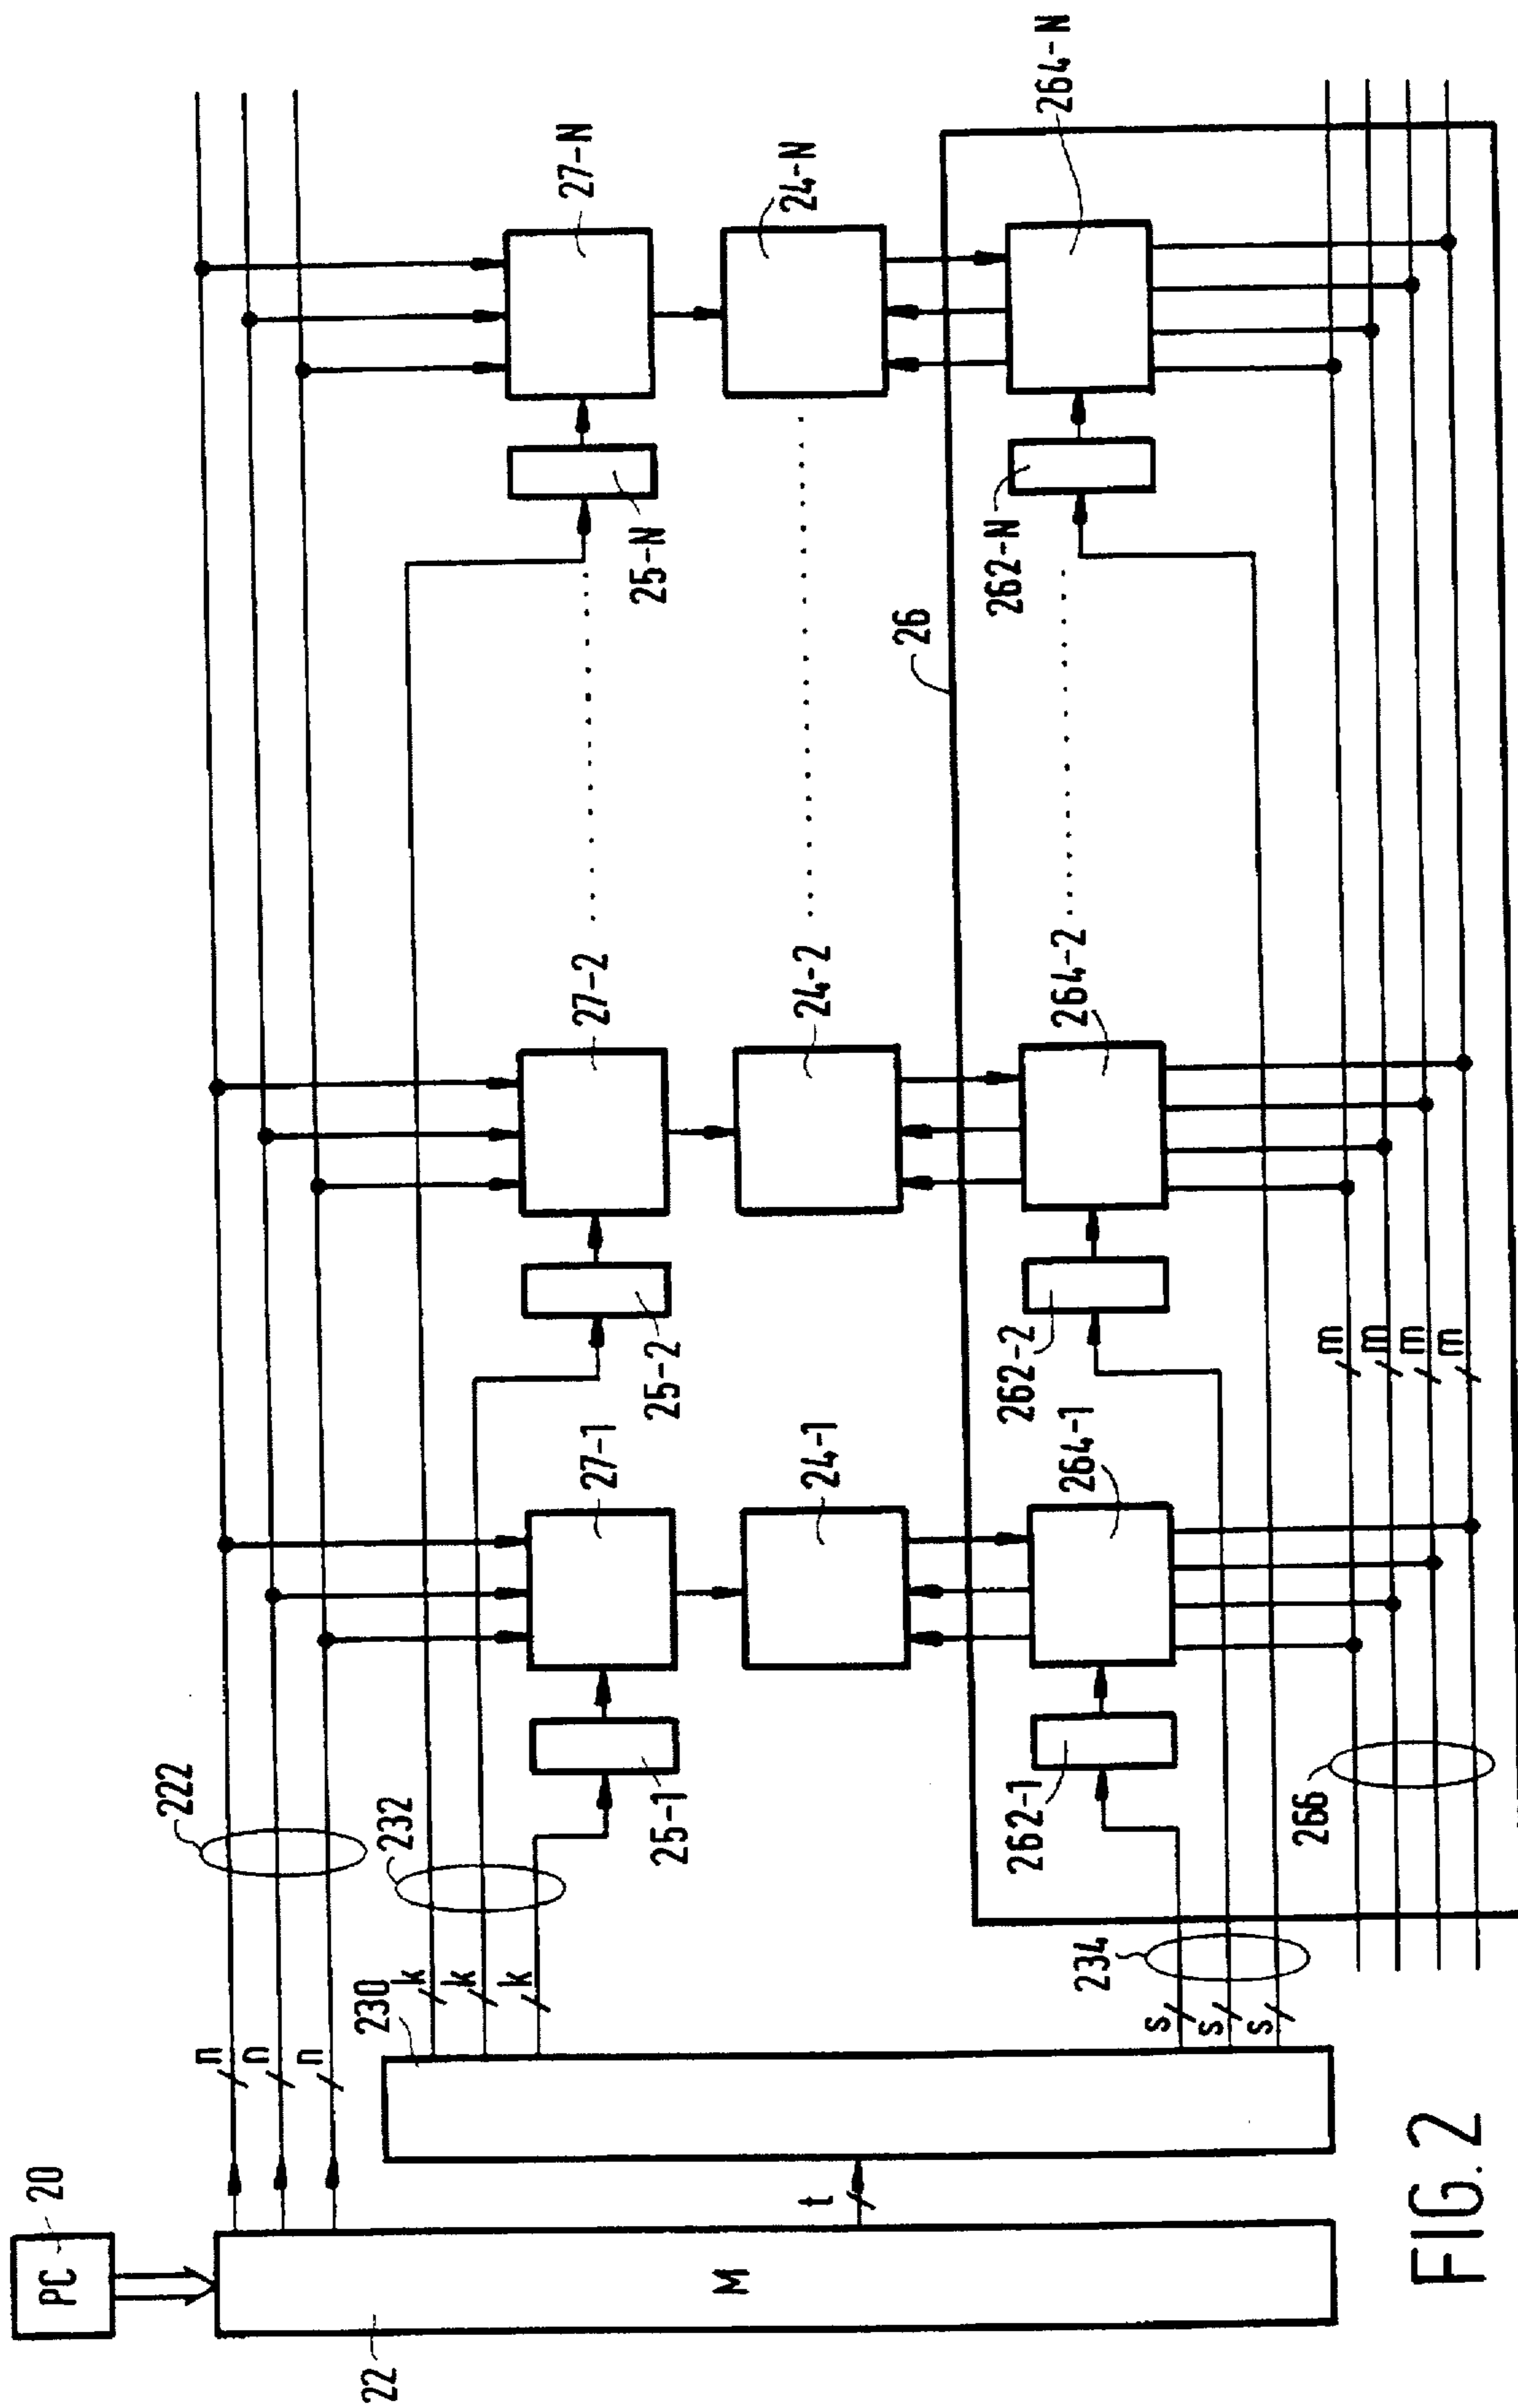 PC
20
22
M
t
n
n
n
222
230
k
k
k
232
s
s
s
234
25-1
27-1
24-1
262-1
264-1
266
25-2
27-2
24-2
262-2
264-2
m
m
m
m
26
25-N
27-N
24-N
262-N
264-N
FIG. 2